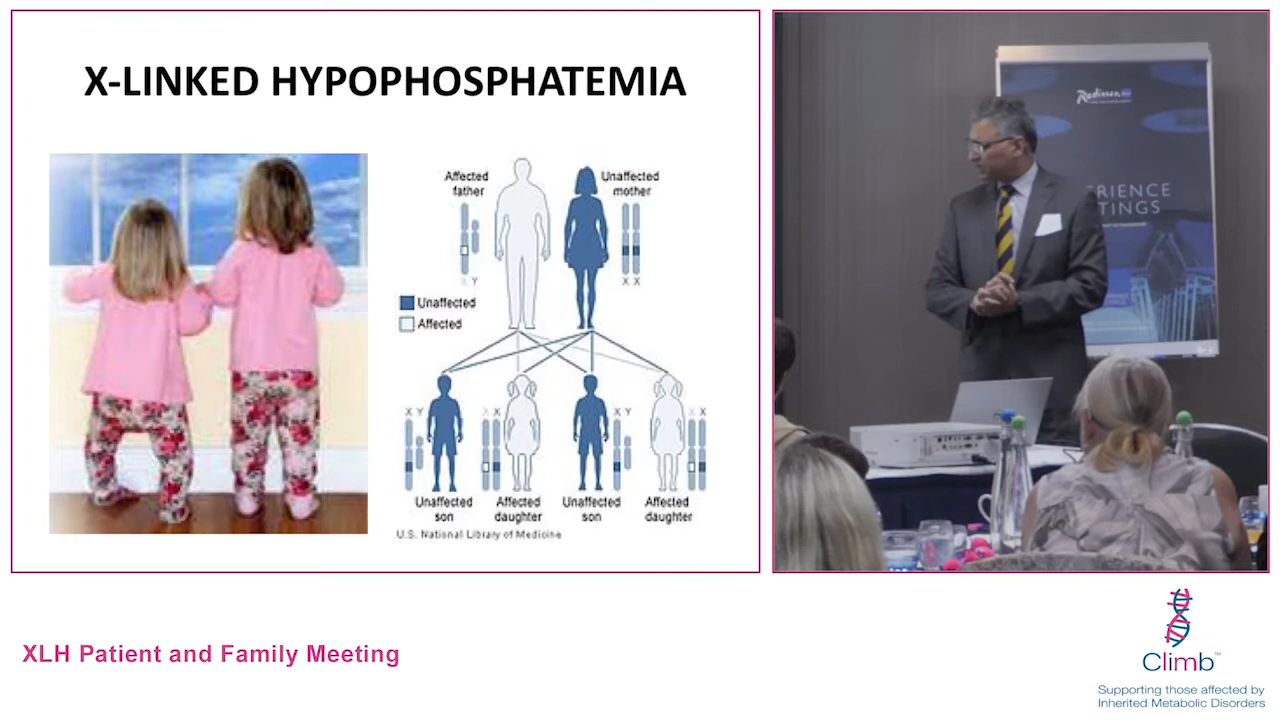 X-LINKED HYPOPHOSPHATEMIA
Affected
father
Unaffected
mother
X Y
X X
Unaffected
Affected
X Y
X X
X Y
X X
Unaffected
son
Affected
daughter
Unaffected
son
Affected
daughter
U.S. National Library of Medicine
Radisson
RIENCE
TINGS
XLH Patient and Family Meeting
Climb™
Supporting those affected by
Inherited Metabolic Disorders